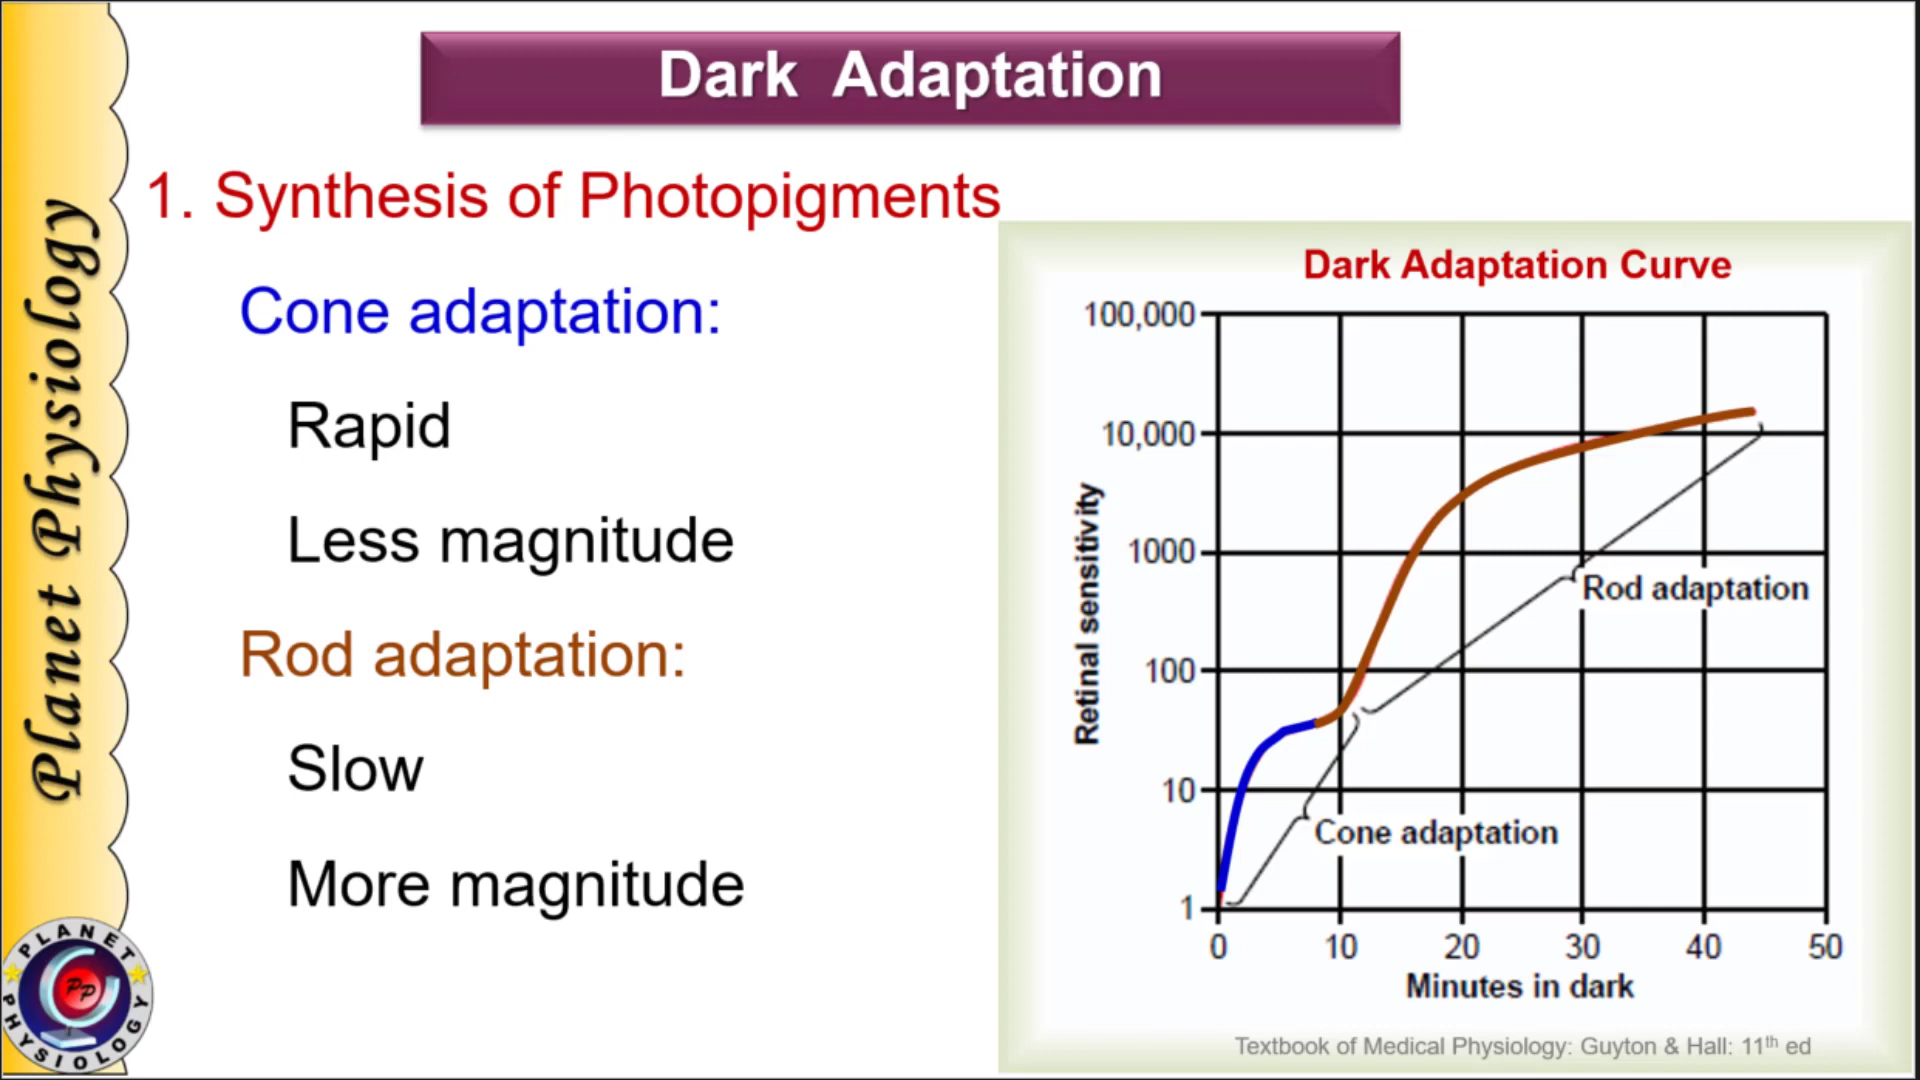 Dark Adaptation
Planet Physiology
1. Synthesis of Photopigments
Cone adaptation:
Rapid
Less magnitude
Rod adaptation:
Slow
More magnitude
Dark Adaptation Curve
Retinal sensitivity
100,000
10,000
1000
100
10
1
Rod adaptation
Cone adaptation
0 10 20 30 40 50
Minutes in dark
Textbook of Medical Physiology: Guyton & Hall: 11th ed
PLANET
PP
PHYSIOLOGY